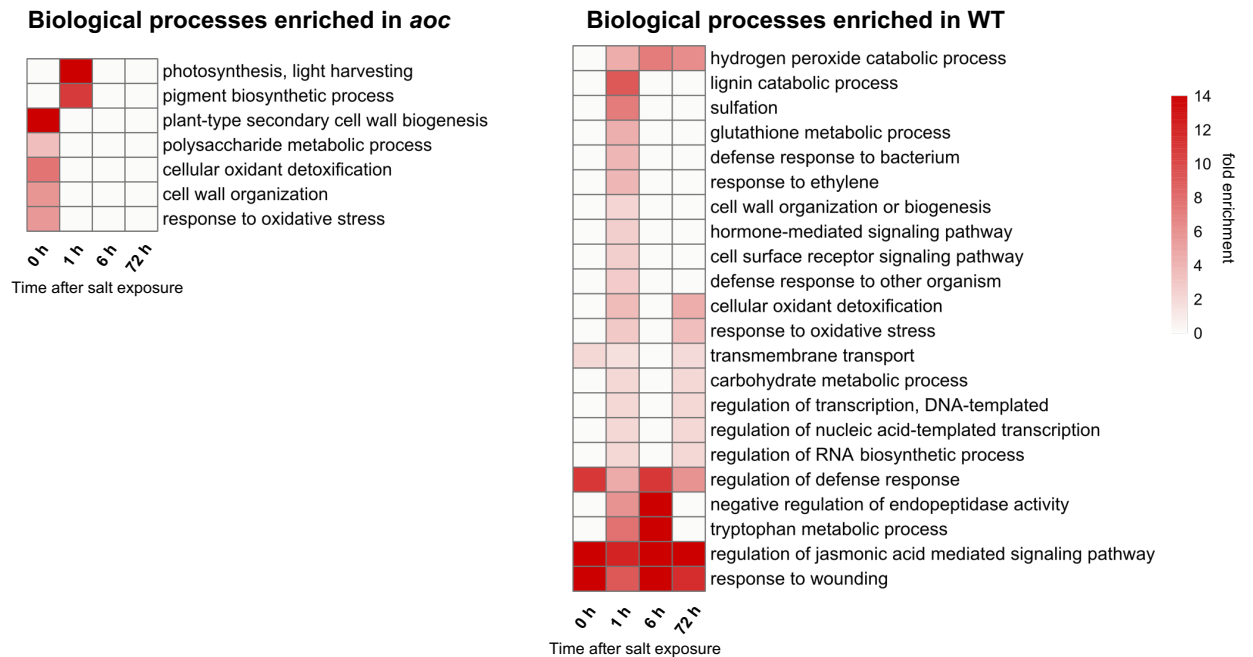 Biological processes enriched in aoc
photosynthesis, light harvesting
pigment biosynthetic process
plant-type secondary cell wall biogenesis
polysaccharide metabolic process
cellular oxidant detoxification
cell wall organization
response to oxidative stress
0 h
1 h
6 h
72 h
Time after salt exposure
Biological processes enriched in WT
hydrogen peroxide catabolic process
lignin catabolic process
sulfation
glutathione metabolic process
defense response to bacterium
response to ethylene
cell wall organization or biogenesis
hormone-mediated signaling pathway
cell surface receptor signaling pathway
defense response to other organism
cellular oxidant detoxification
response to oxidative stress
transmembrane transport
carbohydrate metabolic process
regulation of transcription, DNA-templated
regulation of nucleic acid-templated transcription
regulation of RNA biosynthetic process
regulation of defense response
negative regulation of endopeptidase activity
tryptophan metabolic process
regulation of jasmonic acid mediated signaling pathway
response to wounding
0 h
1 h
6 h
72 h
Time after salt exposure
14
12
10
8
6
4
2
0
fold enrichment